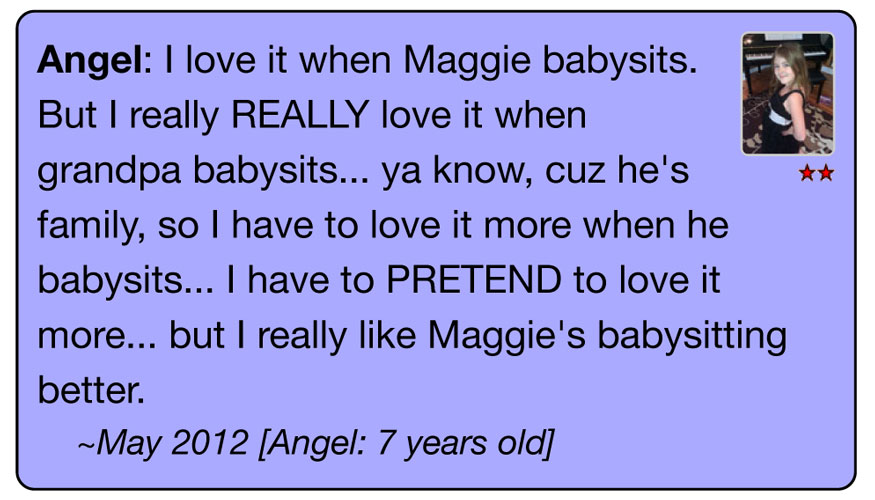 Angel: I love it when Maggie babysits.
But I really REALLY love it when
grandpa babysits... ya know, cuz he's
family, so I have to love it more when he
babysits... I have to PRETEND to love it
more... but I really like Maggie's babysitting
better.
~May 2012 [Angel: 7 years old]